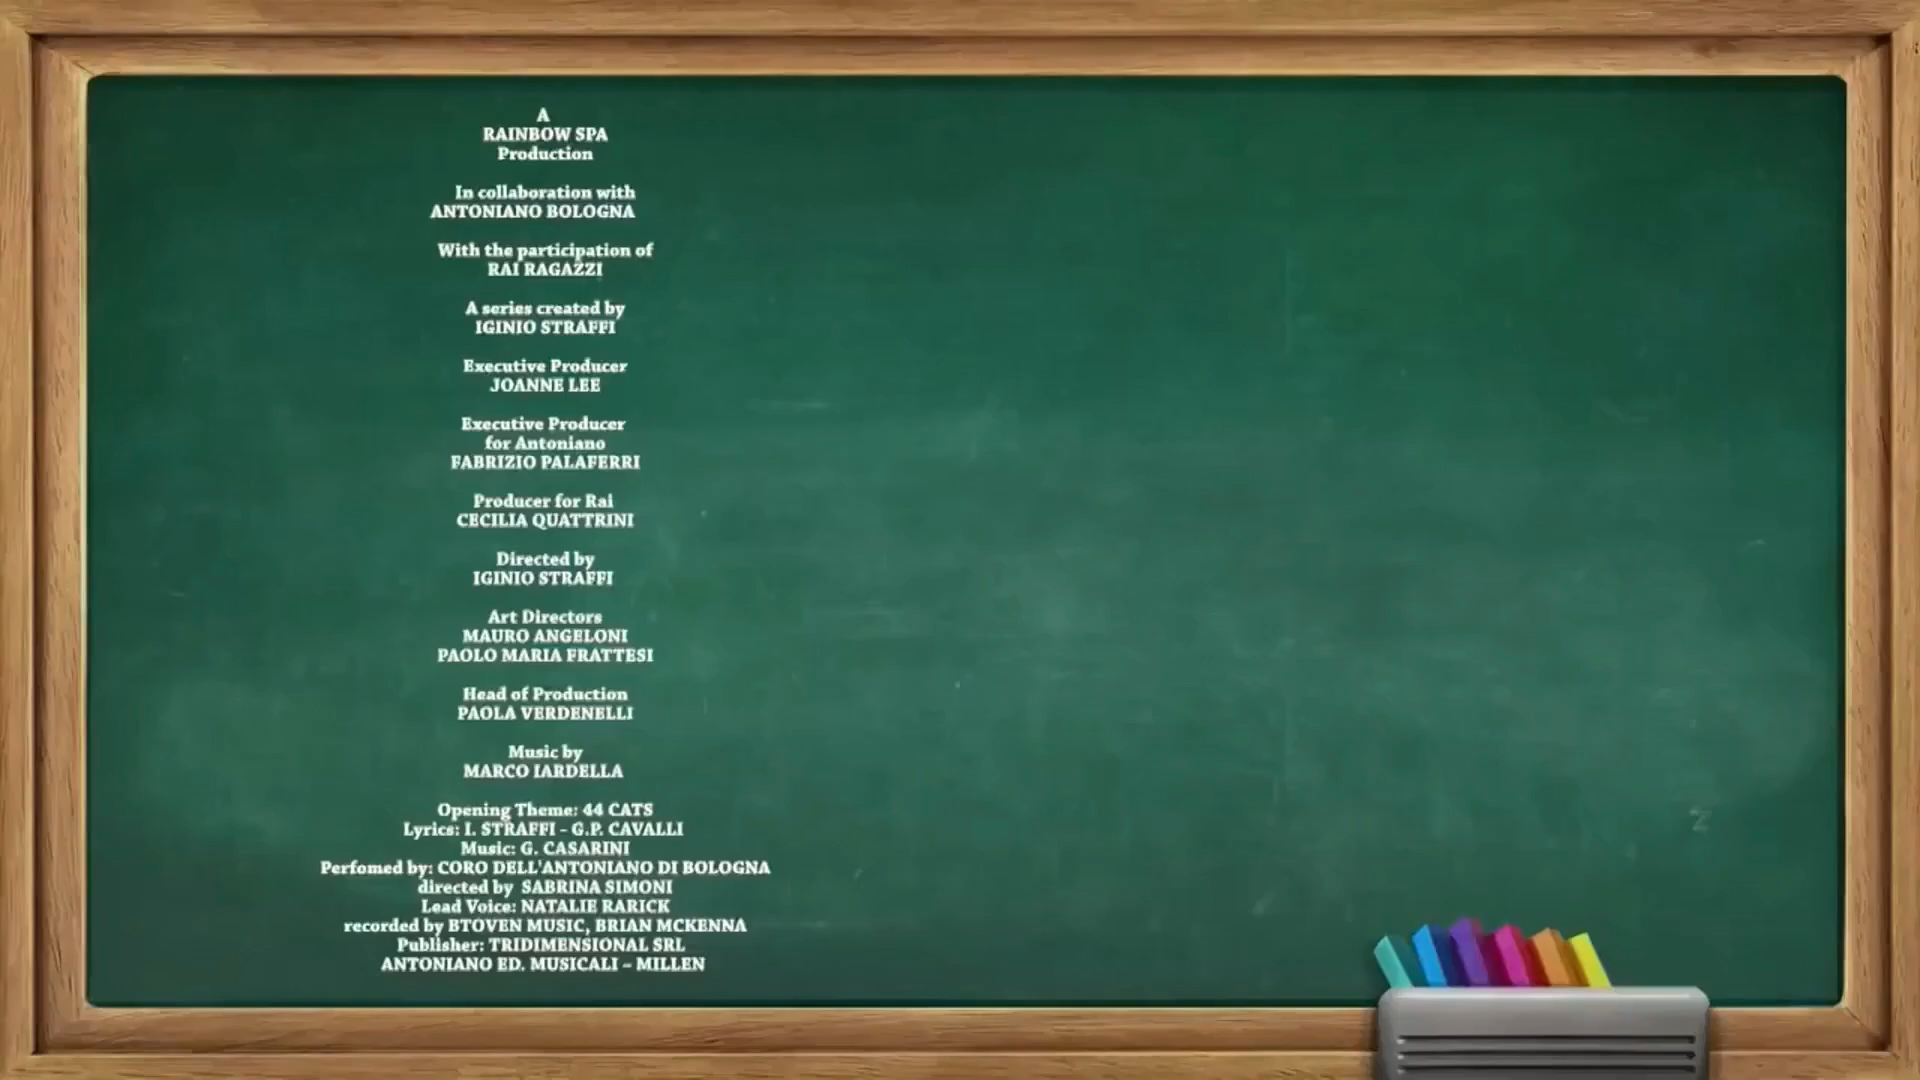 A
RAINBOW SPA
Production
In collaboration with
ANTONIANO BOLOGNA
With the participation of
RAI RAGAZZI
A series created by
IGINIO STRAFFI
Executive Producer
JOANNE LEE
Executive Producer
for Antoniano
FABRIZIO PALAFERRI
Producer for Rai
CECILIA QUATTRINI
Directed by
IGINIO STRAFFI
Art Directors
MAURO ANGELONI
PAOLO MARIA FRATTESI
Head of Production
PAOLA VERDENELLI
Music by
MARCO IARDELLA
Opening Theme: 44 CATS
Lyrics: I. STRAFFI - G.P. CAVALLI
Music: G. CASARINI
Perfomed by: CORO DELL'ANTONIANO DI BOLOGNA
directed by SABRINA SIMONI
Lead Voice: NATALIE RARICK
recorded by BTOVEN MUSIC, BRIAN MCKENNA
Publisher: TRIDIMENSIONAL SRL
ANTONIANO ED. MUSICALI – MILLEN